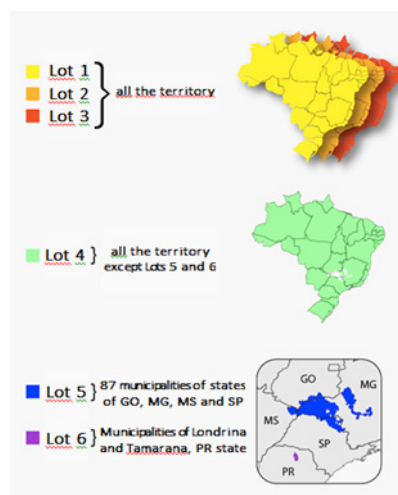 Lot 1
Lot 2
Lot 3
all the territory
Lot 4
all the territory
except Lots 5 and 6
Lot 5
87 municipalities of states
of GO, MG, MS and SP
Lot 6
Municipalities of Londrina
and Tamarana, PR state
GO
MG
MS
SP
PR